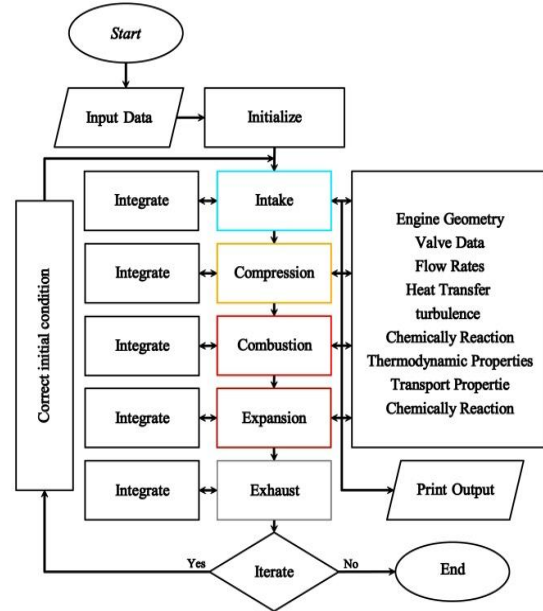 Start
Input Data
Initialize
Integrate
Intake
Integrate
Compression
Integrate
Combustion
Integrate
Expansion
Integrate
Exhaust
Correct initial condition
Engine Geometry
Valve Data
Flow Rates
Heat Transfer
turbulence
Chemically Reaction
Thermodynamic Properties
Transport Propertie
Chemically Reaction
Print Output
Yes
Iterate
No
End